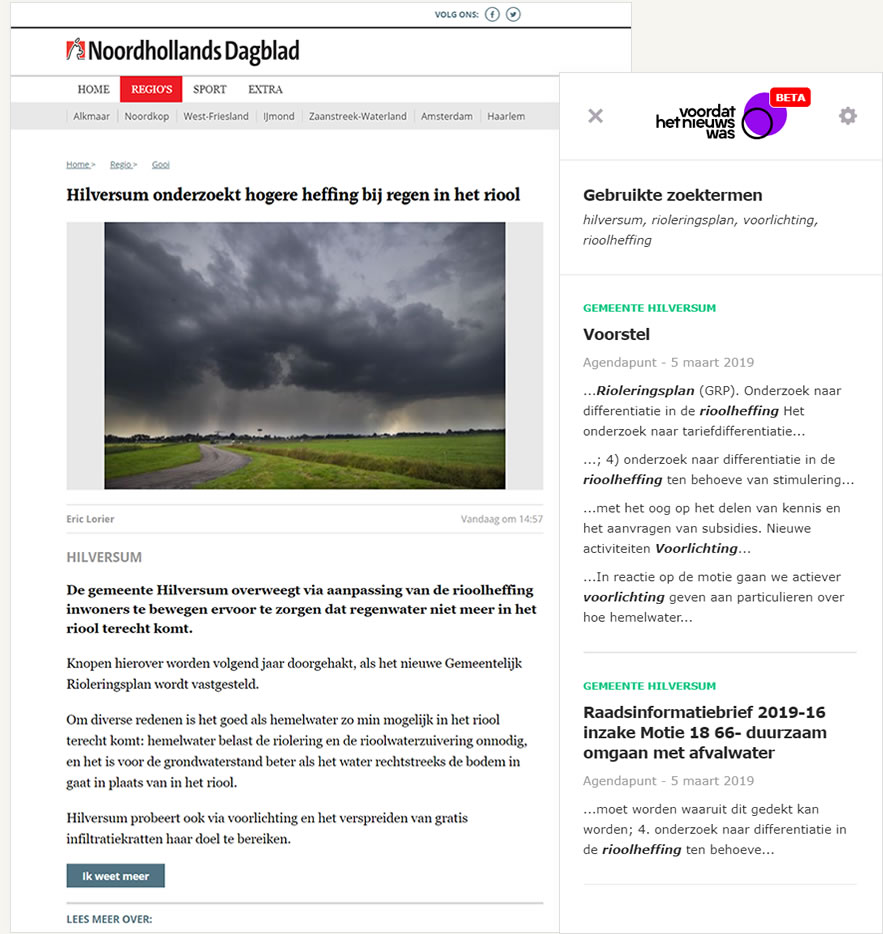 VOLG ONS:
Noordhollands Dagblad
HOME REGIO'S SPORT EXTRA
Alkmaar Noordkop West-Friesland IJmond Zaanstreek-Waterland Amsterdam Haarlem
Home > Regio > Gooi
Hilversum onderzoekt hogere heffing bij regen in het riool
Eric Lorier Vandaag om 14:57
HILVERSUM
De gemeente Hilversum overweegt via aanpassing van de rioolheffing
inwoners te bewegen ervoor te zorgen dat regenwater niet meer in het
riool terecht komt.
Knopen hierover worden volgend jaar doorgehakt, als het nieuwe Gemeentelijk
Rioleringsplan wordt vastgesteld.
Om diverse redenen is het goed als hemelwater zo min mogelijk in het riool
terecht komt: hemelwater belast de riolering en de rioolwaterzuivering onnodig,
en het is voor de grondwaterstand beter als het water rechtstreeks de bodem in
gaat in plaats van in het riool.
Hilversum probeert ook via voorlichting en het verspreiden van gratis
infiltratiekratten haar doel te bereiken.
Ik weet meer
LEES MEER OVER:
voordat
het nieuws
was
BETA
Gebruikte zoektermen
hilversum, rioleringsplan, voorlichting,
rioolheffing
GEMEENTE HILVERSUM
Voorstel
Agendapunt - 5 maart 2019
...Rioleringsplan (GRP). Onderzoek naar
differentiatie in de rioolheffing Het
onderzoek naar tariefdifferentiatie...
...; 4) onderzoek naar differentiatie in de
rioolheffing ten behoeve van stimulering...
...met het oog op het delen van kennis en
het aanvragen van subsidies. Nieuwe
activiteiten Voorlichting...
...In reactie op de motie gaan we actiever
voorlichting geven aan particulieren over
hoe hemelwater...
GEMEENTE HILVERSUM
Raadsinformatiebrief 2019-16
inzake Motie 18 66- duurzaam
omgaan met afvalwater
Agendapunt - 5 maart 2019
...moet worden waaruit dit gedekt kan
worden; 4. onderzoek naar differentiatie in
de rioolheffing ten behoeve...